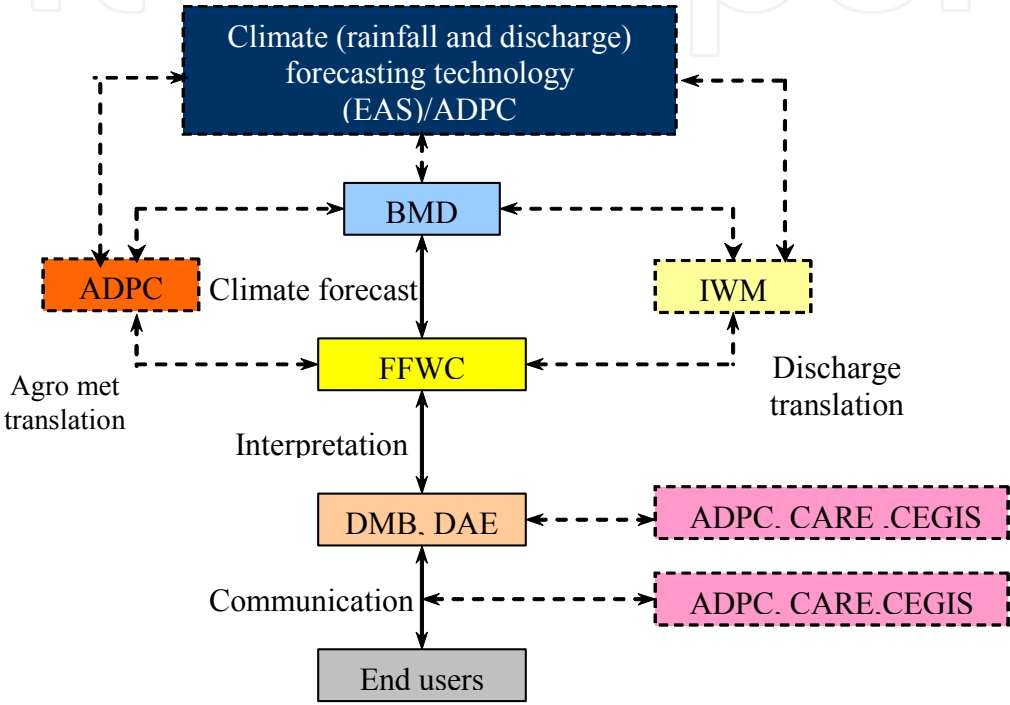 Climate (rainfall and discharge)
forecasting technology
(EAS)/ADPC
BMD
ADPC
Climate forecast
IWM
FFWC
Agro met
translation
Discharge
translation
Interpretation
DMB. DAE
ADPC. CARE .CEGIS
Communication
ADPC. CARE.CEGIS
End users